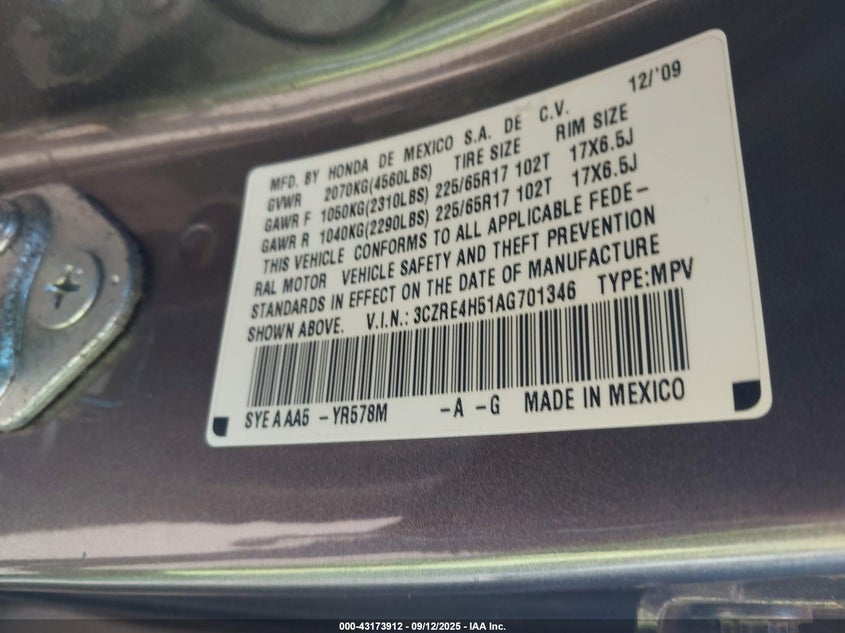 12/'09
MFD. BY HONDA DE MEXICO S.A. DE C.V.
GVWR 2070KG(4560LBS) TIRE SIZE RIM SIZE
GAWR F 1050KG(2310LBS) 225/65R17 102T 17X6.5J
GAWR R 1040KG(2290LBS) 225/65R17 102T 17X6.5J
THIS VEHICLE CONFORMS TO ALL APPLICABLE FEDE-
RAL MOTOR VEHICLE SAFETY AND THEFT PREVENTION
STANDARDS IN EFFECT ON THE DATE OF MANUFACTURE
SHOWN ABOVE. V.I.N.: 3CZRE4H51AG701346 TYPE:MPV
SYE A AA5 -YR578M -A -G MADE IN MEXICO
000-43173912 - 09/12/2025 - IAA Inc.